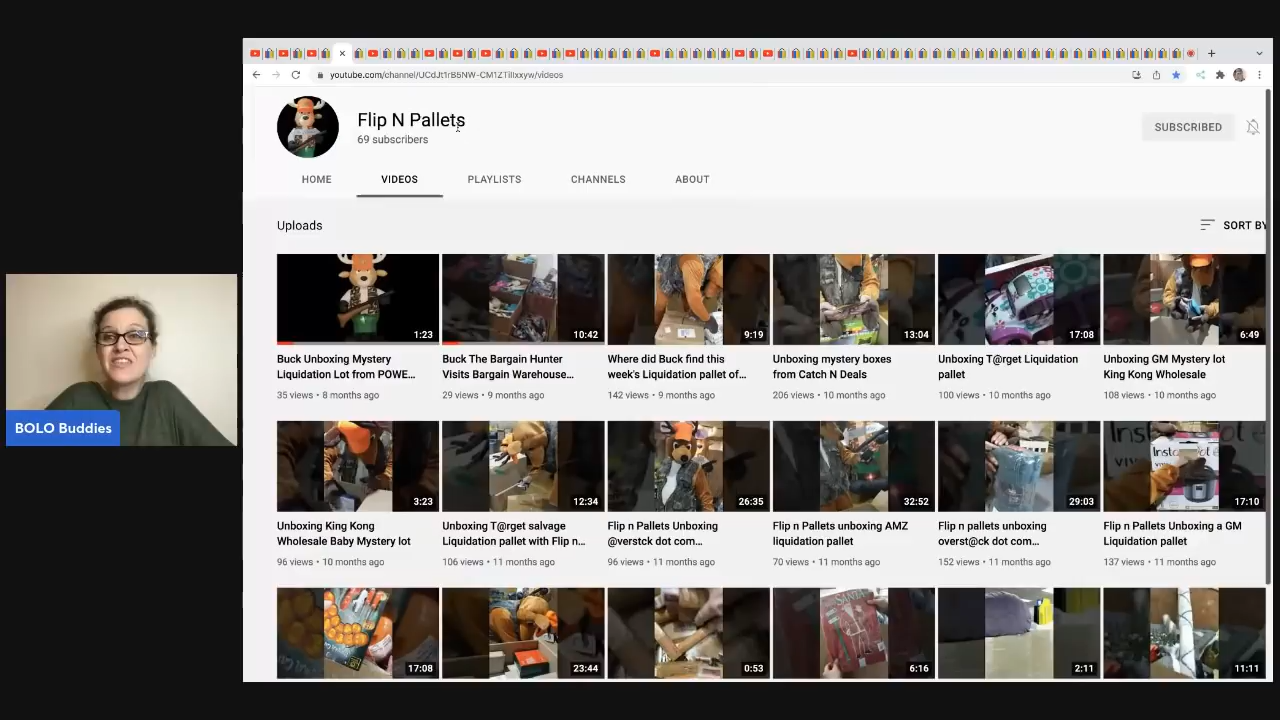 youtube.com/channel/UCdJt1rB5NW-CM1ZTilIxxyw/videos
Flip N Pallets
69 subscribers
SUBSCRIBED
HOME
VIDEOS
PLAYLISTS
CHANNELS
ABOUT
Uploads
SORT BY
1:23
10:42
9:19
13:04
17:08
6:49
Buck Unboxing Mystery
Liquidation Lot from POWE...
35 views • 8 months ago
Buck The Bargain Hunter
Visits Bargain Warehouse...
29 views • 9 months ago
Where did Buck find this
week's Liquidation pallet of...
142 views • 9 months ago
Unboxing mystery boxes
from Catch N Deals
206 views • 10 months ago
Unboxing T@rget Liquidation
pallet
100 views • 10 months ago
Unboxing GM Mystery lot
King Kong Wholesale
108 views • 10 months ago
BOLO Buddies
3:23
12:34
26:35
32:52
29:03
Instant
17:10
Unboxing King Kong
Wholesale Baby Mystery lot
96 views • 10 months ago
Unboxing T@rget salvage
Liquidation pallet with Flip n...
106 views • 11 months ago
Flip n Pallets Unboxing
@verstck dot com...
96 views • 11 months ago
Flip n Pallets unboxing AMZ
liquidation pallet
70 views • 11 months ago
Flip n pallets unboxing
overst@ck dot com...
152 views • 11 months ago
Flip n Pallets Unboxing a GM
Liquidation pallet
137 views • 11 months ago
17:08
23:44
0:53
SANTA
6:16
2:11
11:11